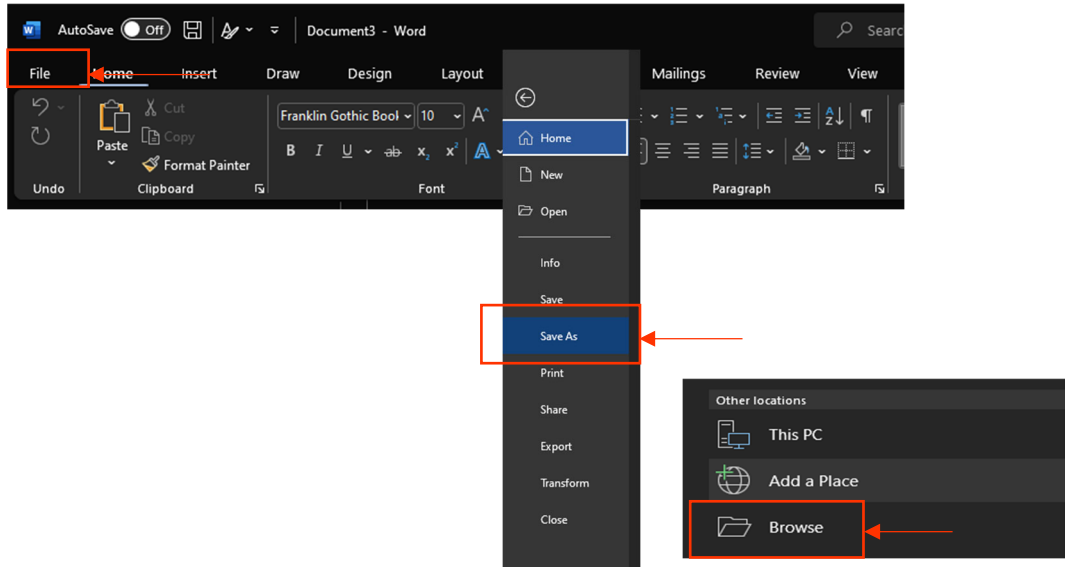 W AutoSave Off Document3 - Word Searc
File Home Insert Draw Design Layout Mailings Review View
Cut
Copy
Paste
Format Painter
Undo Clipboard
Franklin Gothic Book 10 A
B I U ab x2 x2 A
Font
A
Z
Paragraph
Home
New
Open
Info
Save
Save As
Print
Share
Export
Transform
Close
Other locations
This PC
Add a Place
Browse